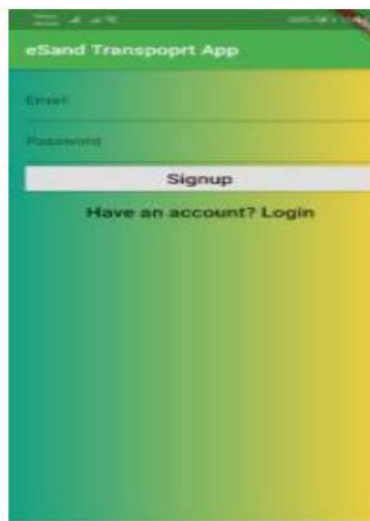 eSand Transpoprt App
Email
Password
Signup
Have an account? Login